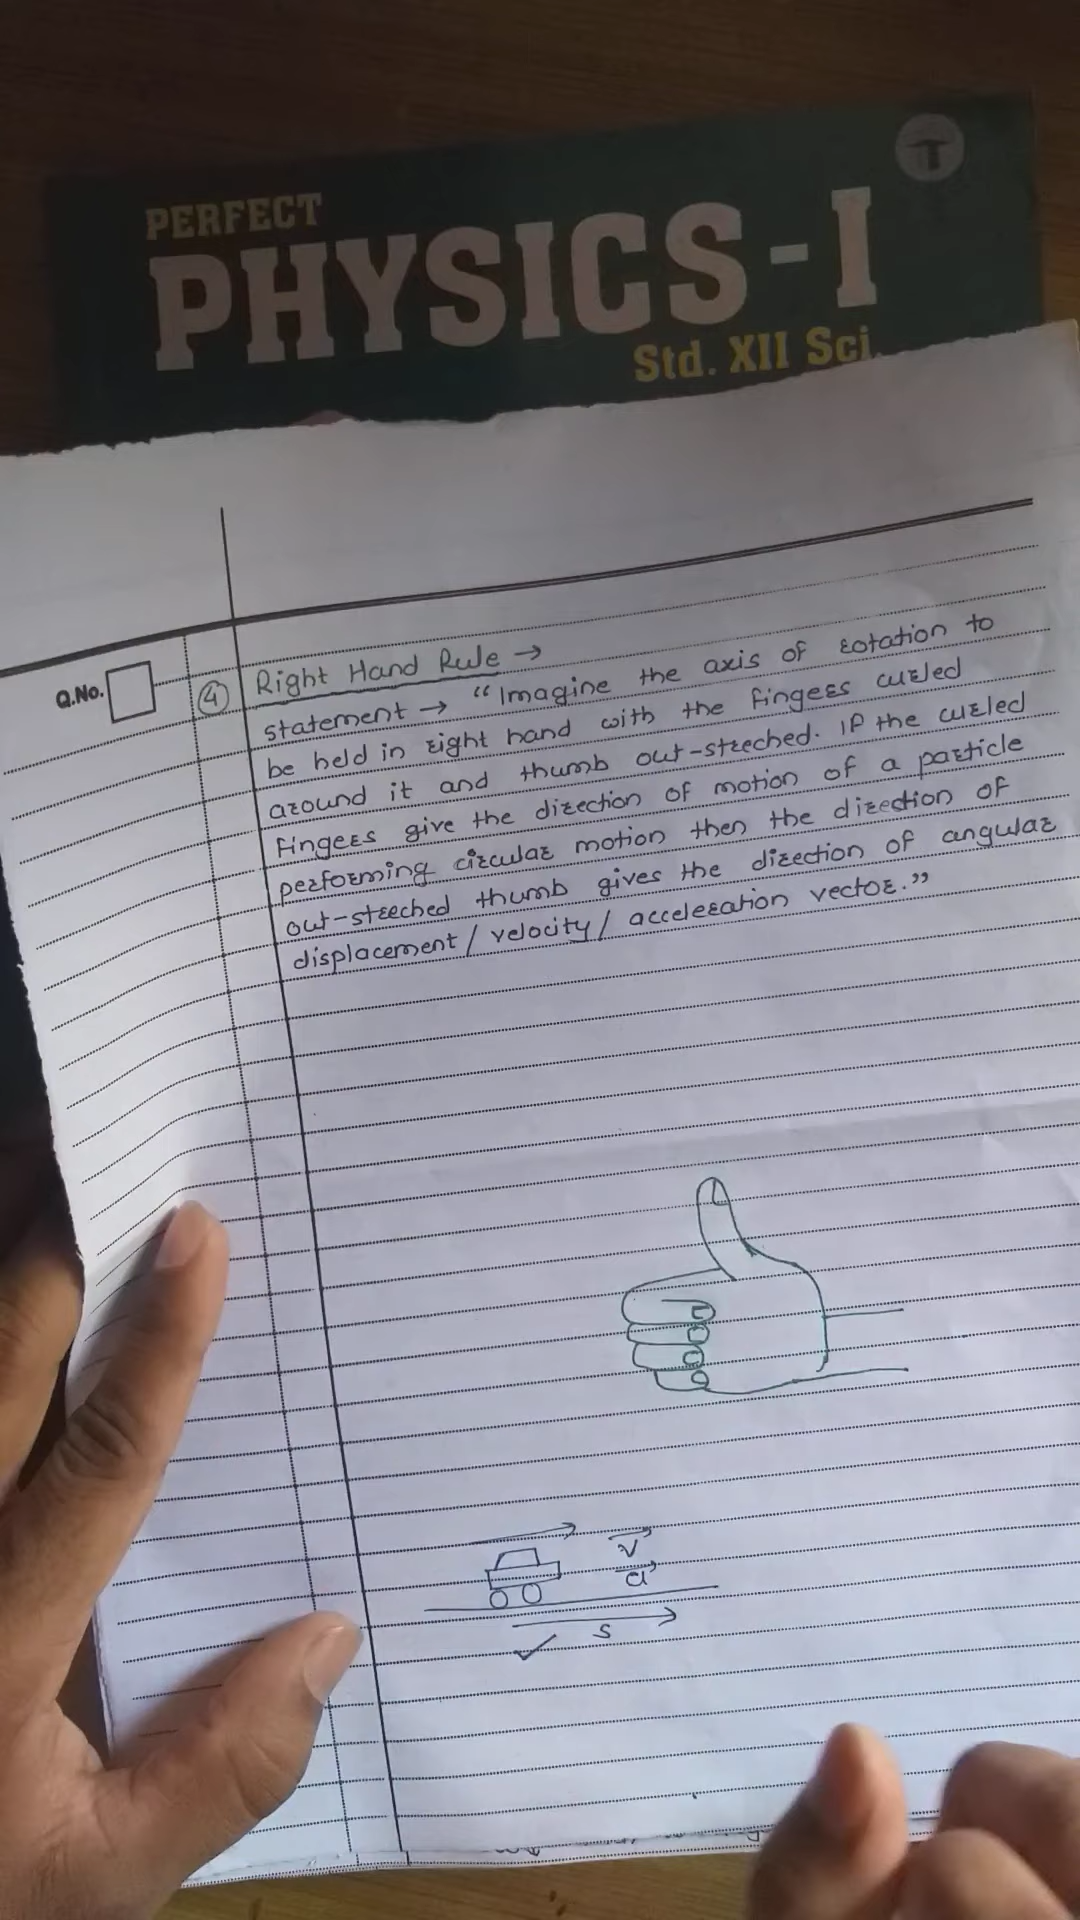 PERFECT
PHYSICS-I
Std. XII Sci.
Q.No.
4 Right Hand Rule →
statement → “Imagine the axis of rotation to
be held in right hand with the fingers curled
around it and thumb out-streched. If the curled
fingers give the direction of motion of a particle
performing circular motion then the direction of
out-streched thumb gives the direction of angular
displacement / velocity / acceleration vector.”
v
a
s